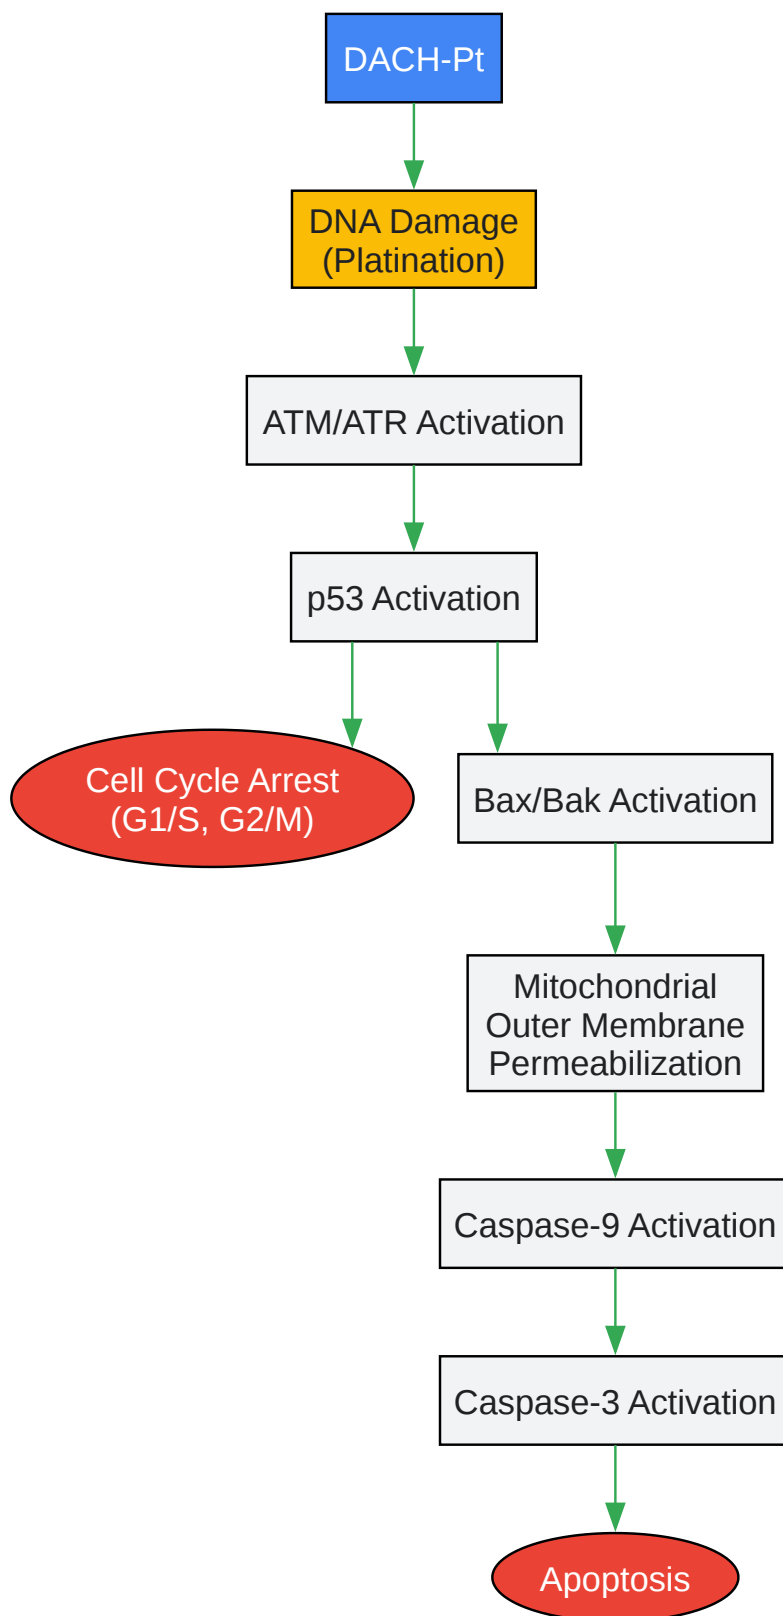 DACH-Pt
DNA Damage
(Platination)
ATM/ATR Activation
p53 Activation
Cell Cycle Arrest
(G1/S, G2/M)
Bax/Bak Activation
Mitochondrial
Outer Membrane
Permeabilization
Caspase-9 Activation
Caspase-3 Activation
Apoptosis